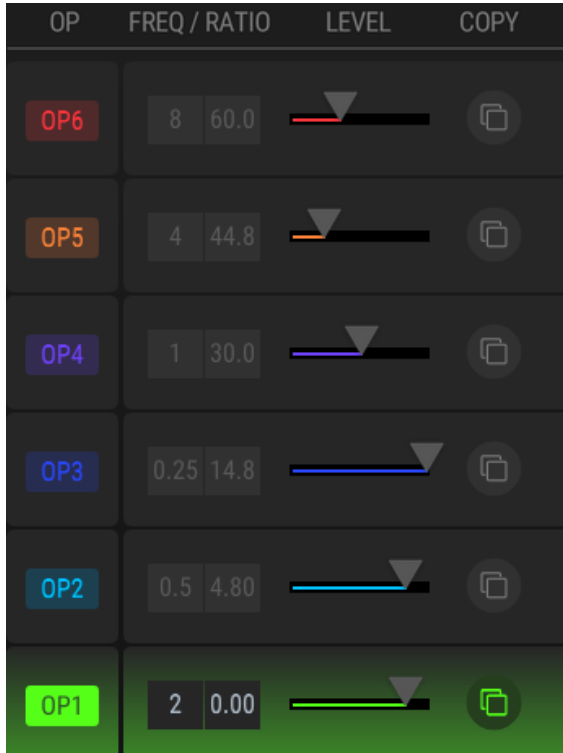 OP FREQ / RATIO LEVEL COPY
OP6 8 60.0
OP5 4 44.8
OP4 1 30.0
OP3 0.25 14.8
OP2 0.5 4.80
OP1 2 0.00